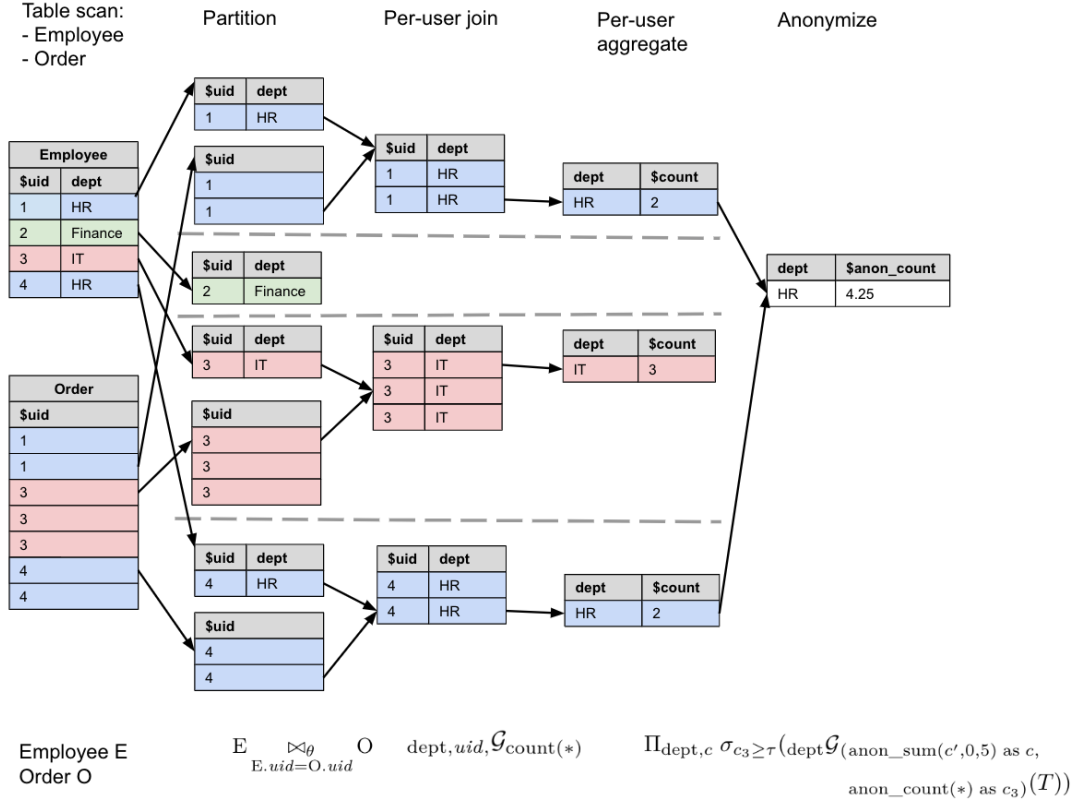 Table scan:
- Employee
- Order
Partition
Per-user join
Per-user
aggregate
Anonymize
Employee
$uid dept
1 HR
2 Finance
3 IT
4 HR
Order
$uid
1
1
3
3
3
4
4
$uid dept
1 HR
$uid
1
1
$uid dept
1 HR
1 HR
dept $count
HR 2
$uid dept
2 Finance
$uid dept
3 IT
$uid
3
3
3
$uid dept
3 IT
3 IT
3 IT
dept $count
IT 3
$uid dept
4 HR
$uid
4
4
$uid dept
4 HR
4 HR
dept $count
HR 2
dept $anon_count
HR 4.25
Employee E
Order O
E ⋈θ O
E.uid=O.uid
dept,uid,𝒢count(∗)
Πdept,c σc₃≥τ(dept𝒢(anon_sum(c′,0,5) as c,
anon_count(∗) as c₃)(T))